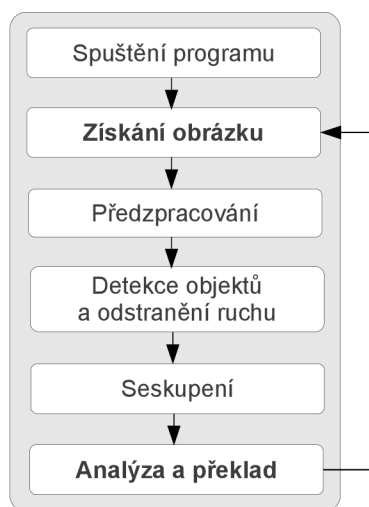 Spuštění programu
Získání obrázku
Předzpracování
Detekce objektů
a odstranění ruchu
Seskupení
Analýza a překlad